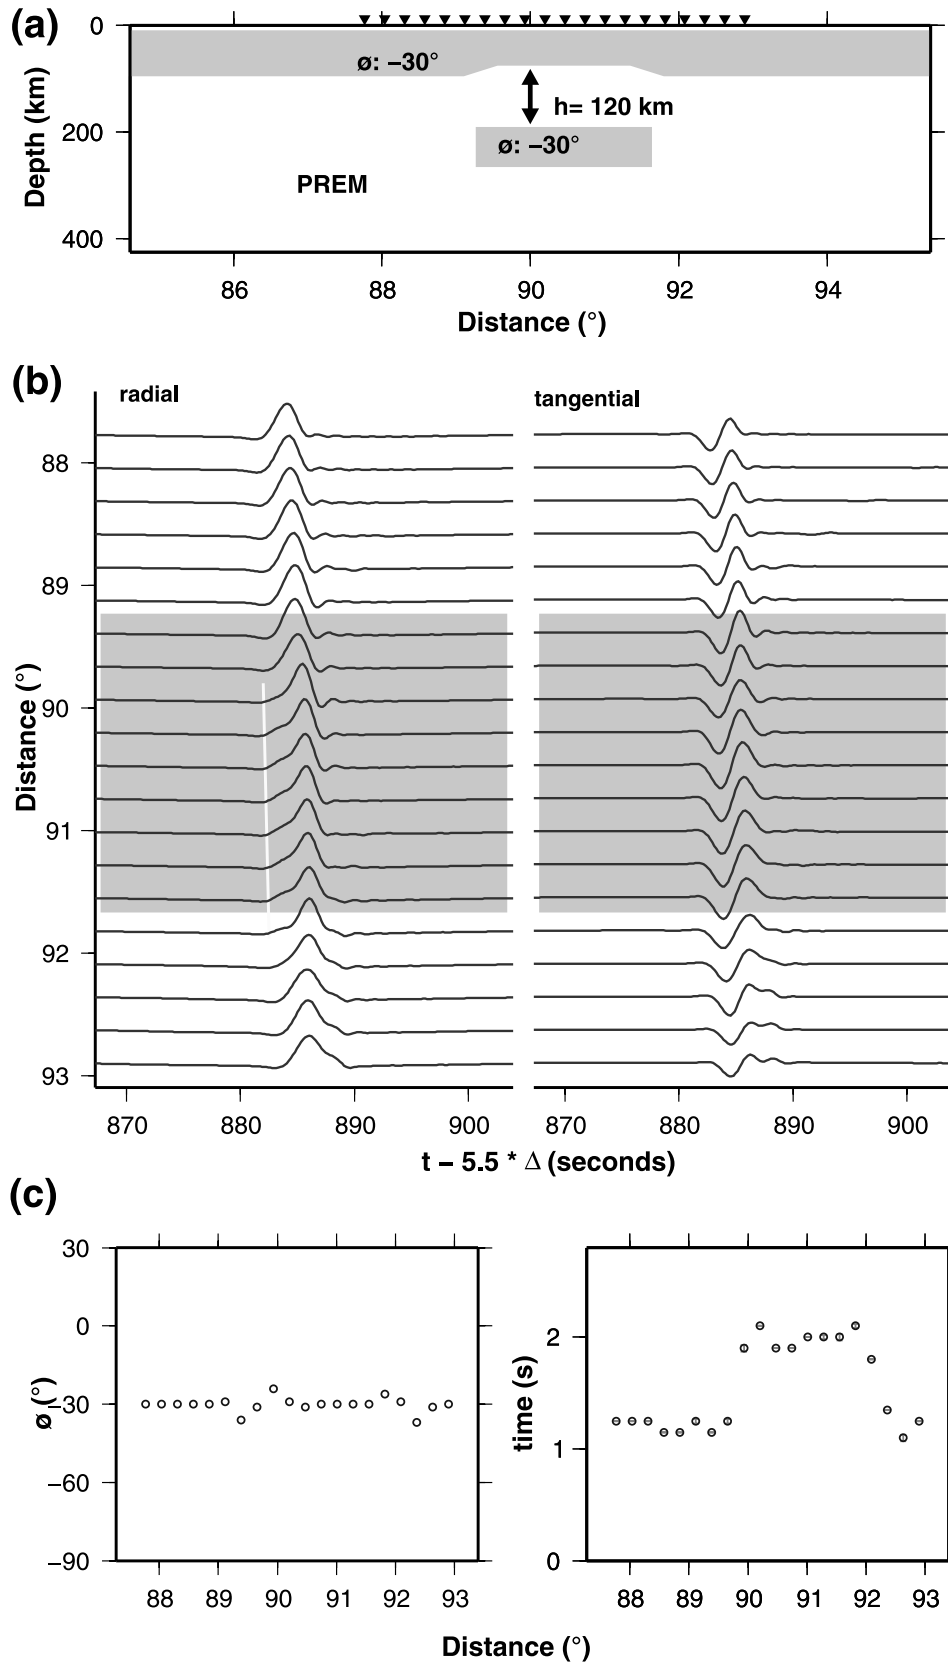 (a)
0
200
400
Depth (km)
ø: −30°
h= 120 km
ø: −30°
PREM
86 88 90 92 94
Distance (°)
(b)
radial
tangential
88
89
90
91
92
93
Distance (°)
870 880 890 900 870 880 890 900
t − 5.5 * Δ (seconds)
(c)
30
0
−30
−60
−90
ø (°)
88 89 90 91 92 93
2
1
0
time (s)
88 89 90 91 92 93
Distance (°)